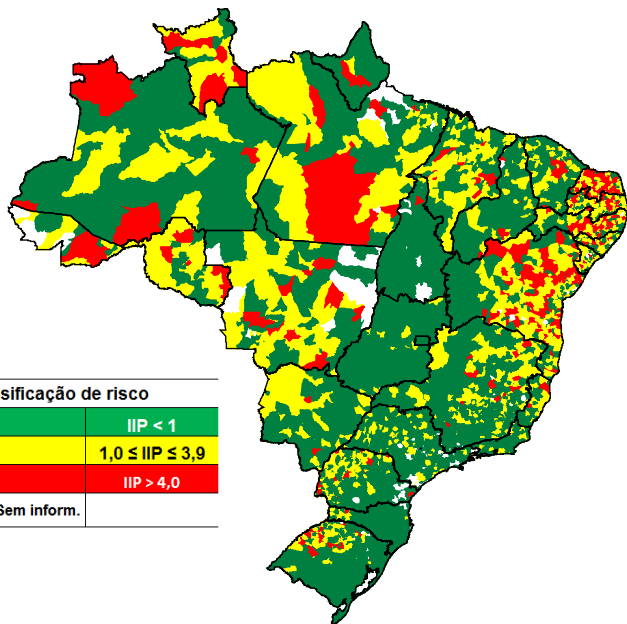 sificação de risco
IIP < 1
1,0 ≤ IIP ≤ 3,9
IIP > 4,0
Sem inform.